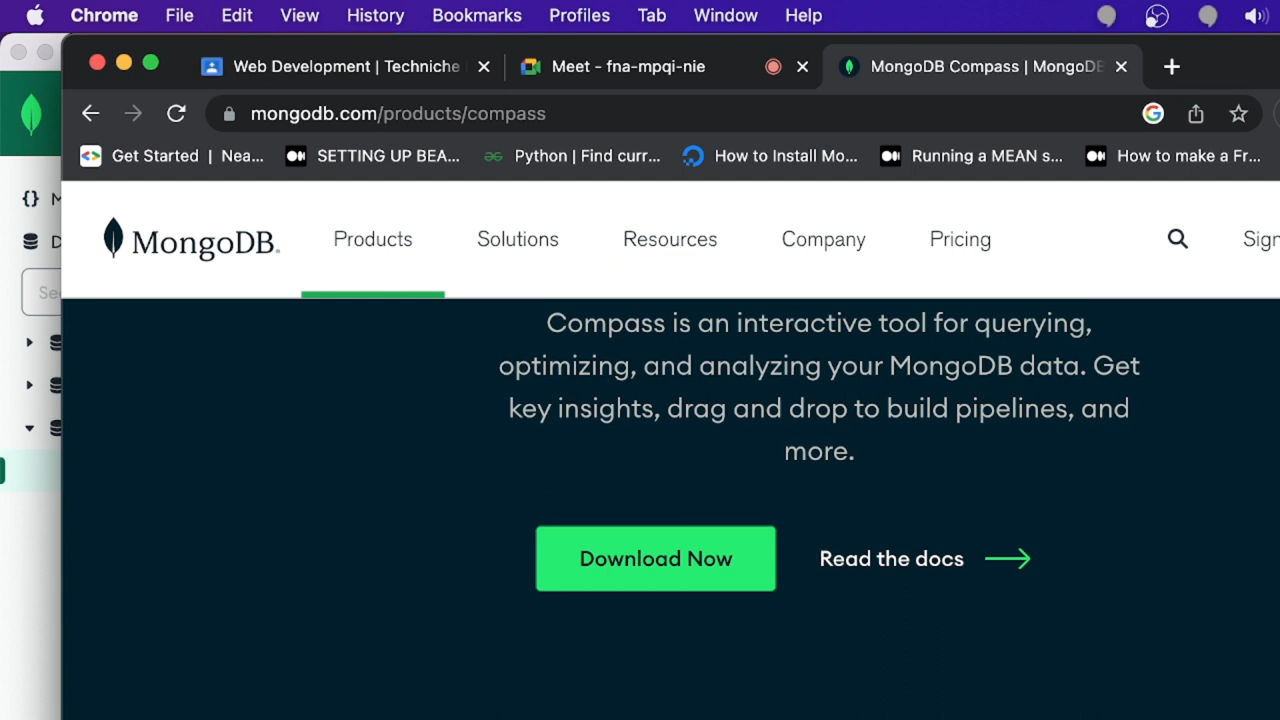 Chrome File Edit View History Bookmarks Profiles Tab Window Help
Web Development | Techniche
Meet - fna-mpqi-nie
MongoDB Compass | MongoDB
mongodb.com/products/compass
Get Started | Nea... SETTING UP BEA... Python | Find curr... How to Install Mo... Running a MEAN s... How to make a Fr...
MongoDB. Products Solutions Resources Company Pricing Sign
{} M
D
Se
Compass is an interactive tool for querying,
optimizing, and analyzing your MongoDB data. Get
key insights, drag and drop to build pipelines, and
more.
Download Now Read the docs